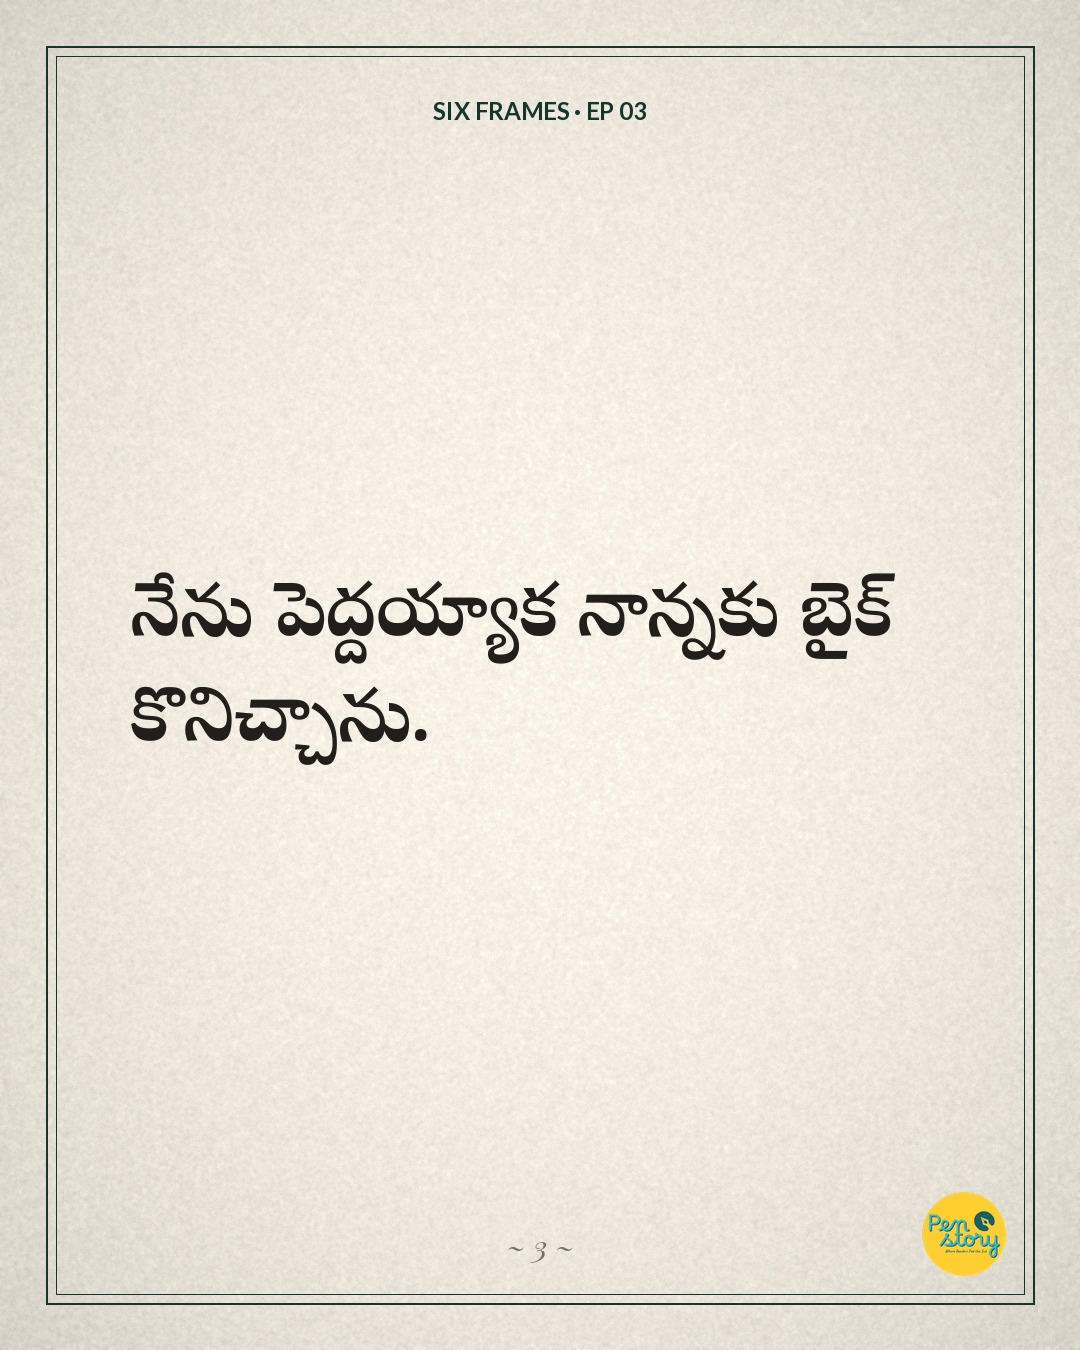 SIX FRAMES · EP 03
నేను పెద్దయ్యాక నాన్నకు బైక్
కొనిచ్చాను.
~ 3 ~
Pen
story